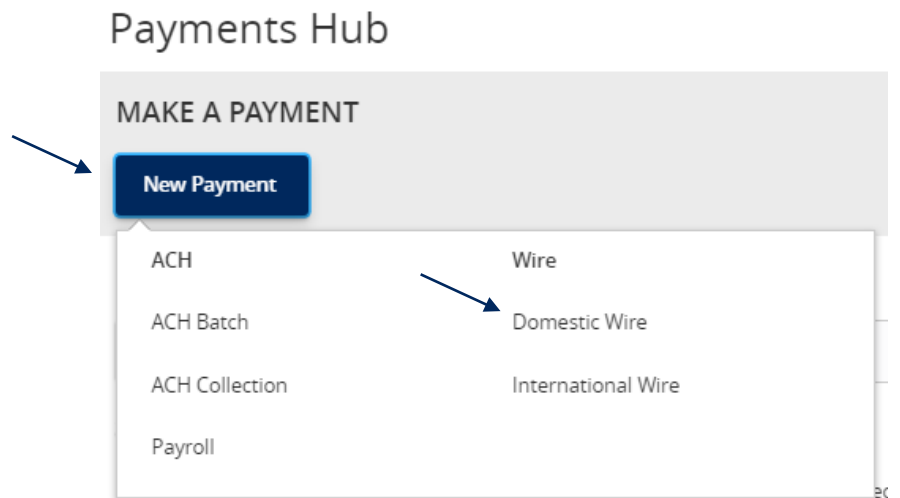 Payments Hub
MAKE A PAYMENT
New Payment
ACH
ACH Batch
ACH Collection
Payroll
Wire
Domestic Wire
International Wire